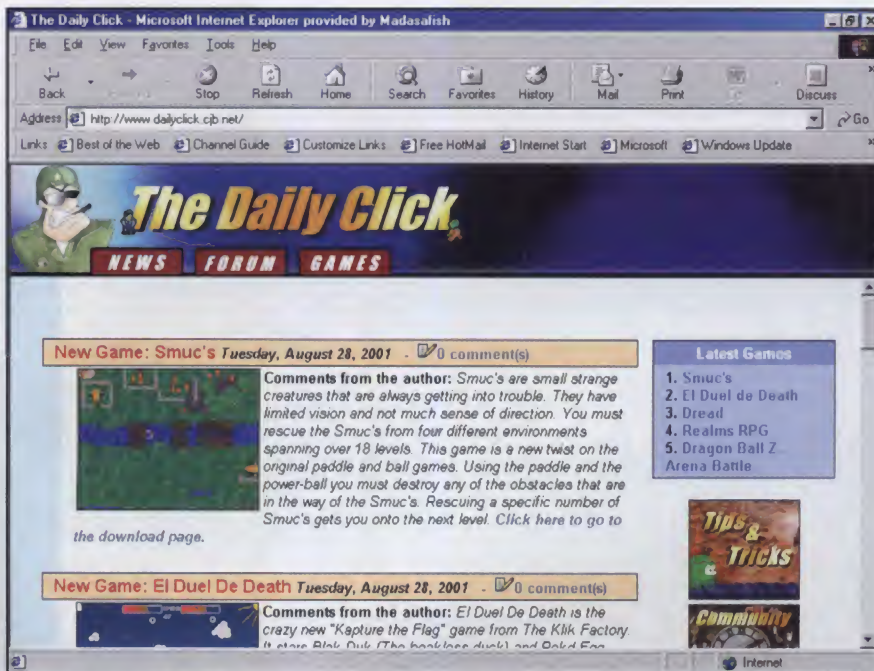 The Daily Click - Microsoft Internet Explorer provided by Madasalish
File Edit View Favorites Tools Help
Back Stop Refresh Home Search Favorites History Mail Print Discuss
Address http://www.dailyclick.cjb.net/ Go
Links Best of the Web Channel Guide Customize Links Free HotMail Internet Start Microsoft Windows Update
The Daily Click
NEWS FORUM GAMES
New Game: Smuc's Tuesday, August 28, 2001 - 0 comment(s)
Comments from the author: Smuc's are small strange
creatures that are always getting into trouble. They have
limited vision and not much sense of direction. You must
rescue the Smuc's from four different environments
spanning over 18 levels. This game is a new twist on the
original paddle and ball games. Using the paddle and the
power-ball you must destroy any of the obstacles that are
in the way of the Smuc's. Rescuing a specific number of
Smuc's gets you onto the next level. Click here to go to
the download page.
New Game: El Duel De Death Tuesday, August 28, 2001 - 0 comment(s)
Comments from the author: El Duel De Death is the
crazy new "Kapture the Flag" game from The Klik Factory.
It stars Blak Duk (The beakless duck) and Pokd Egg
Latest Games
1. Smuc's
2. El Duel de Death
3. Dread
4. Realms RPG
5. Dragon Ball Z
Arena Battle
Tips & Tricks
Community
Internet